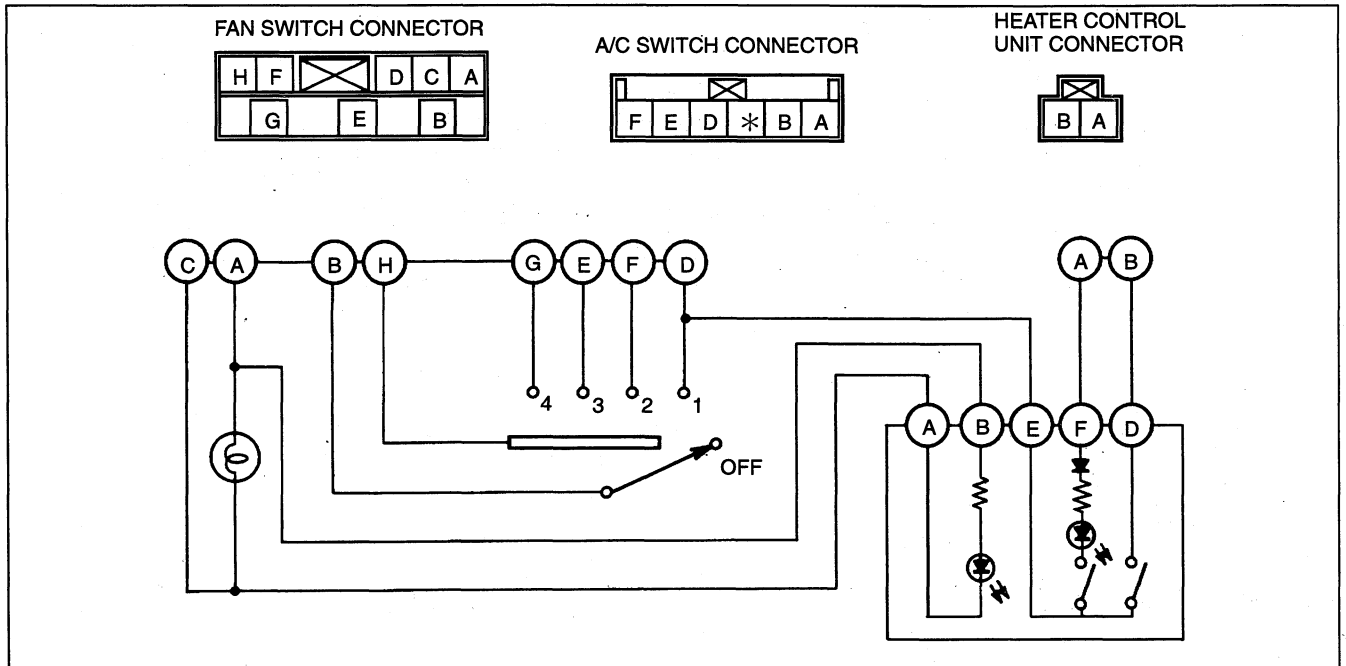 FAN SWITCH CONNECTOR
A/C SWITCH CONNECTOR
HEATER CONTROL
UNIT CONNECTOR
H F D C A
G E B
F E D * B A
B A
C A B H G E F D
A B
4 3 2 1
OFF
A B E F D